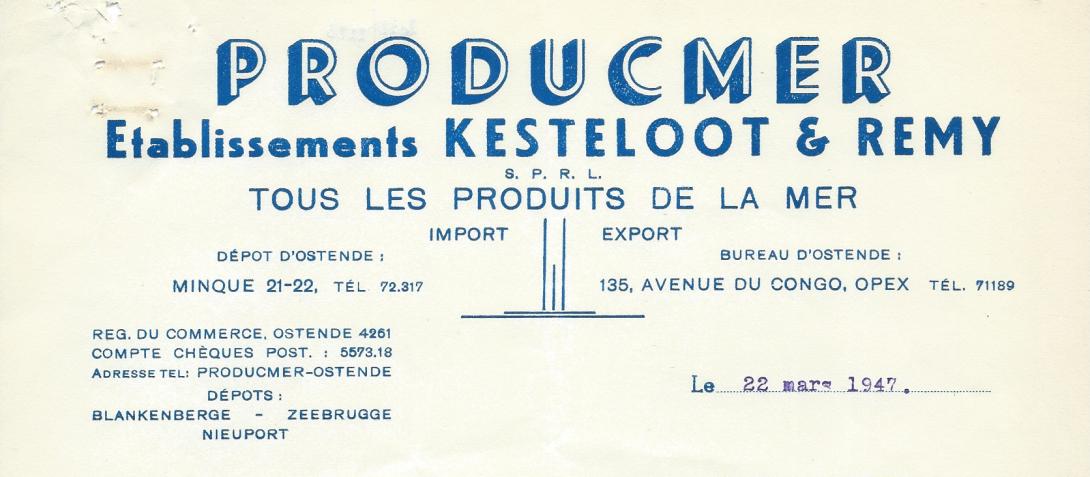 PRODUCMER
Etablissements KESTELOOT & REMY
S. P. R. L.
TOUS LES PRODUITS DE LA MER
IMPORT EXPORT
DÉPOT D'OSTENDE :
MINQUE 21-22, TÉL 72.317
BUREAU D'OSTENDE :
135, AVENUE DU CONGO, OPEX TÉL. 71189
REG. DU COMMERCE, OSTENDE 4261
COMPTE CHÈQUES POST. : 5573.18
ADRESSE TEL: PRODUCMER-OSTENDE
DÉPOTS :
BLANKENBERGE - ZEEBRUGGE
NIEUPORT
Le 22 mars 1947.